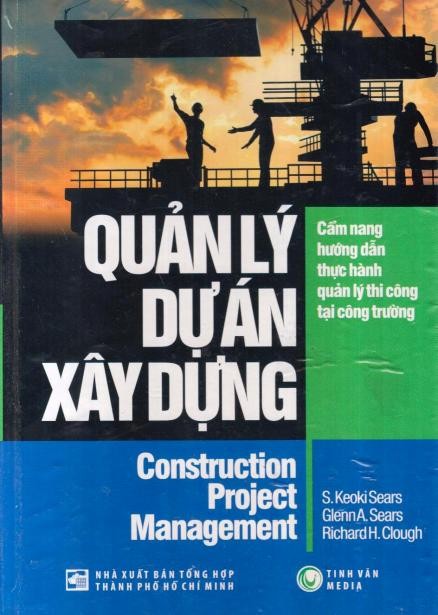 QUẢN LÝ
DỰ ÁN
XÂY DỰNG
Cẩm nang
hướng dẫn
thực hành
quản lý thi công
tại công trường
Construction
Project
Management
S. Keoki Sears
Glenn A. Sears
Richard H. Clough
NHÀ XUẤT BẢN TỔNG HỢP
THÀNH PHỐ HỒ CHÍ MINH
TINH VĂN
MEDIA